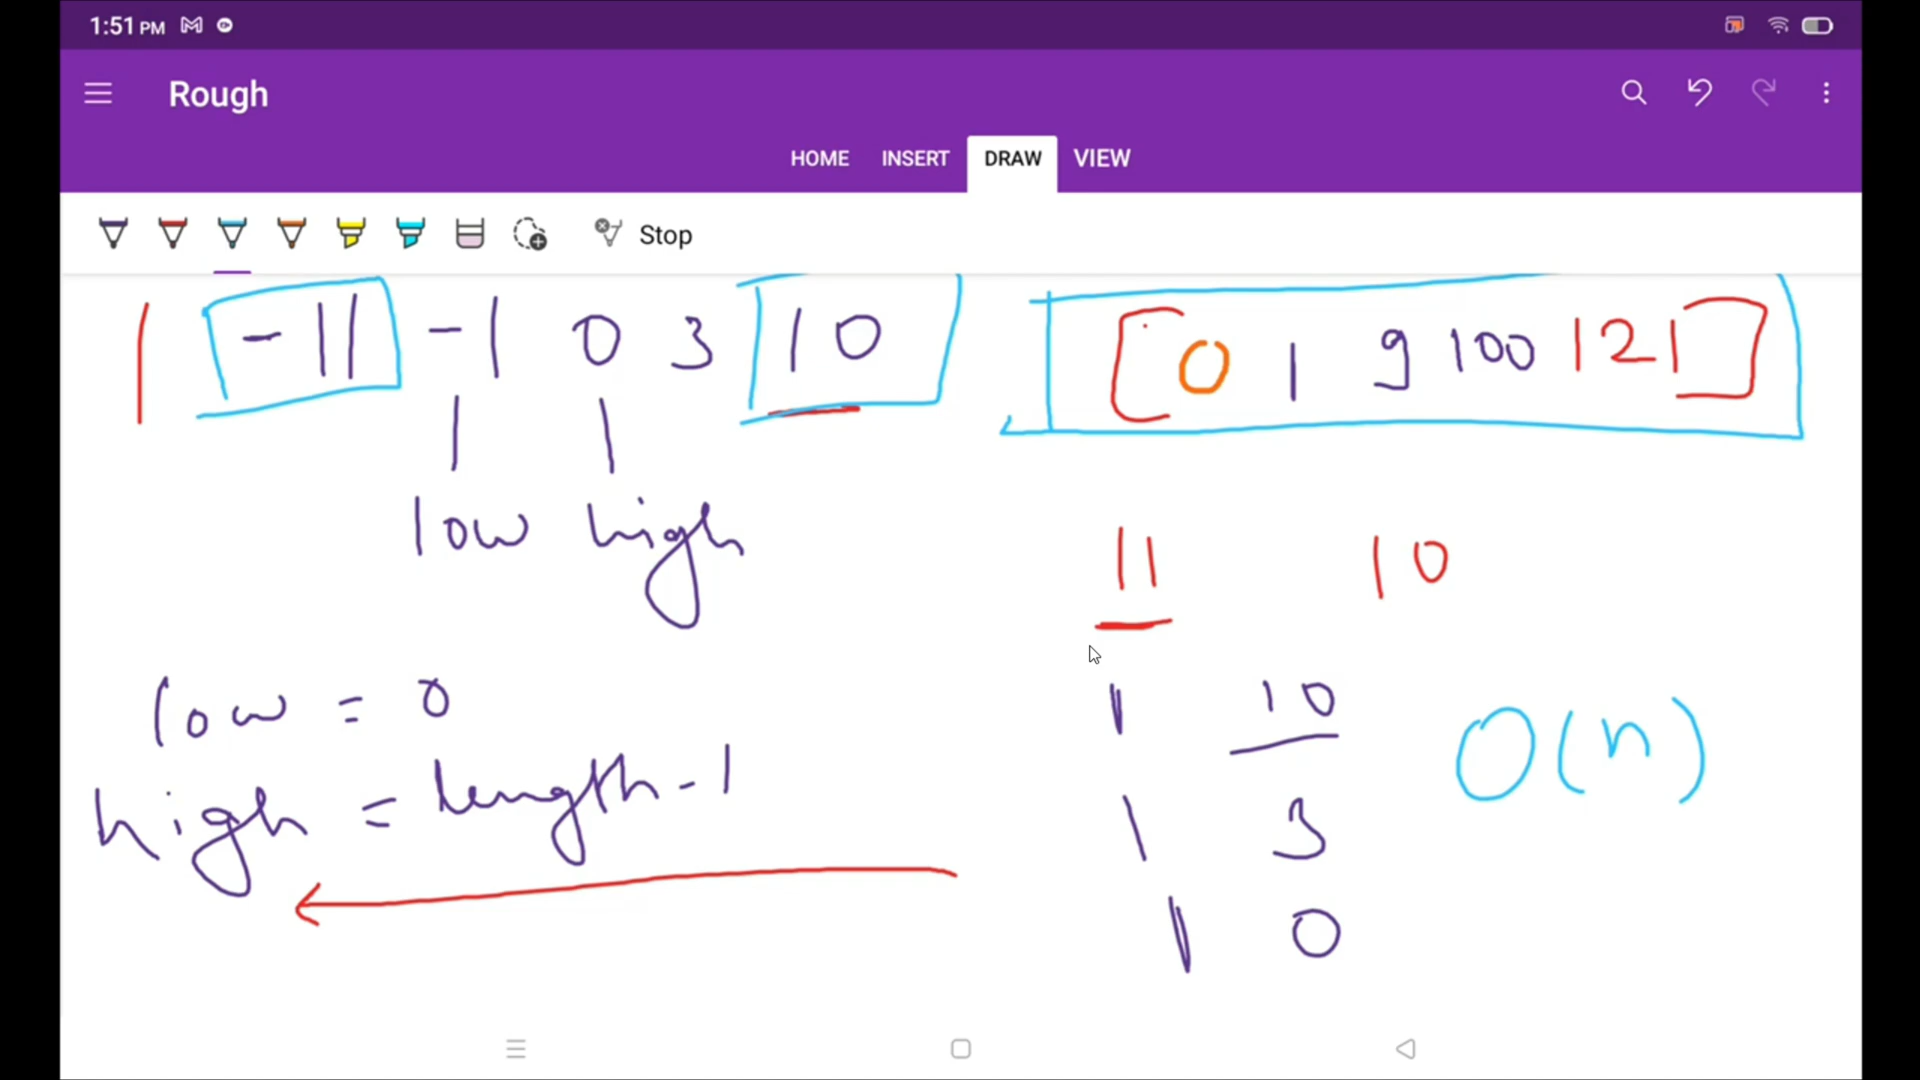 1:51 PM
Rough
HOME INSERT DRAW VIEW
Stop
-11 -1 0 3 10
[ 0 1 9 100 121 ]
low high
11 10
low = 0
1 10
O(n)
high = length - 1
1 3
1 0